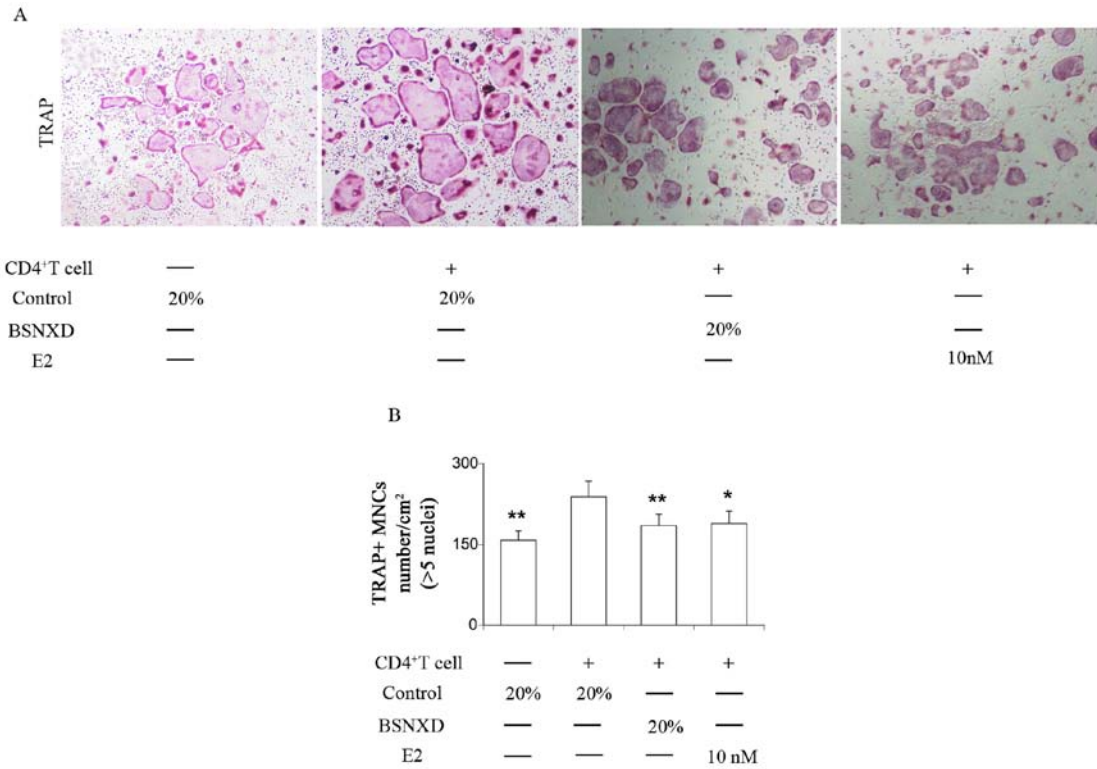 A
TRAP
CD4⁺T cell — + + +
Control 20% 20% — —
BSNXD — — 20% —
E2 — — — 10nM
B
TRAP+ MNCs
number/cm²
(>5 nuclei)
300
150
0
** ** *
CD4⁺T cell — + + +
Control 20% 20% — —
BSNXD — — 20% —
E2 — — — 10 nM